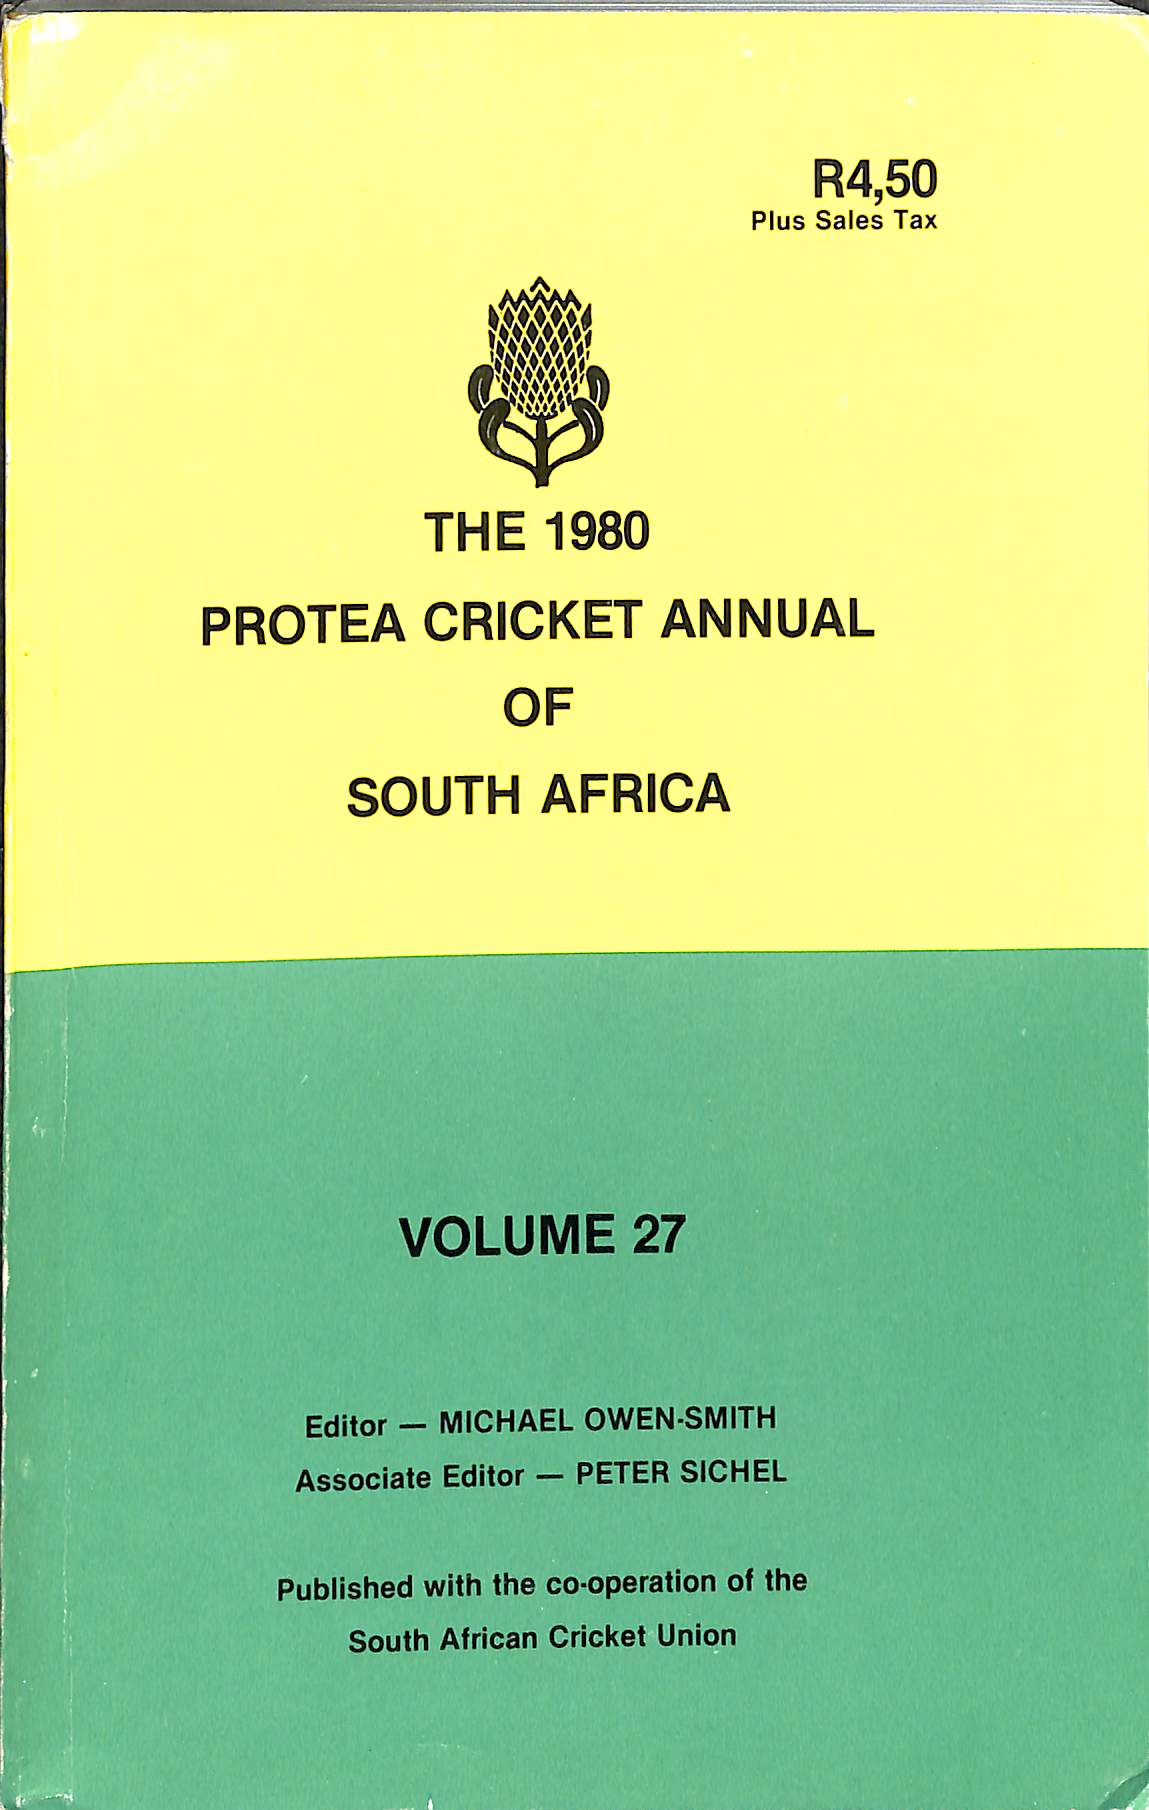 R4,50
Plus Sales Tax
THE 1980
PROTEA CRICKET ANNUAL
OF
SOUTH AFRICA
VOLUME 27
Editor — MICHAEL OWEN-SMITH
Associate Editor — PETER SICHEL
Published with the co-operation of the
South African Cricket Union